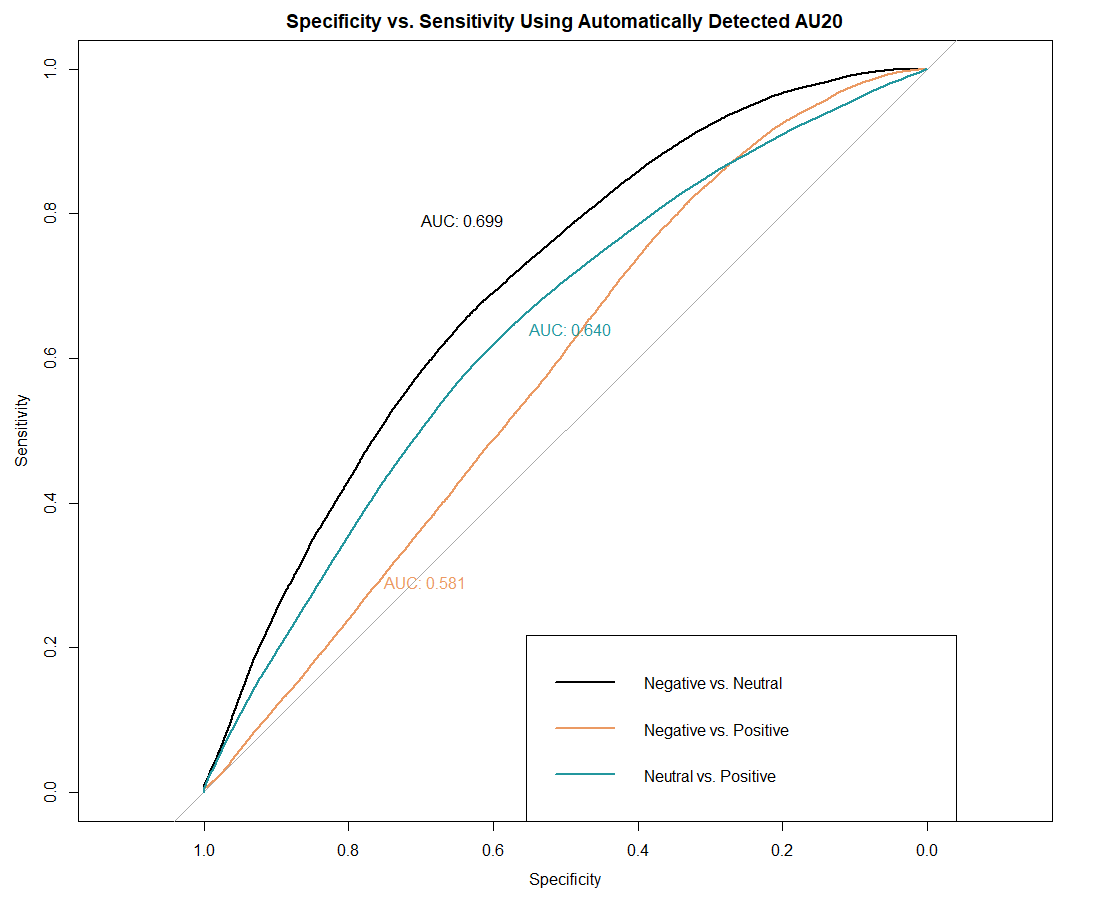 Specificity vs. Sensitivity Using Automatically Detected AU20
1.0
0.8
0.6
0.4
0.2
0.0
Sensitivity
AUC: 0.699
AUC: 0.640
AUC: 0.581
Negative vs. Neutral
Negative vs. Positive
Neutral vs. Positive
1.0 0.8 0.6 0.4 0.2 0.0
Specificity